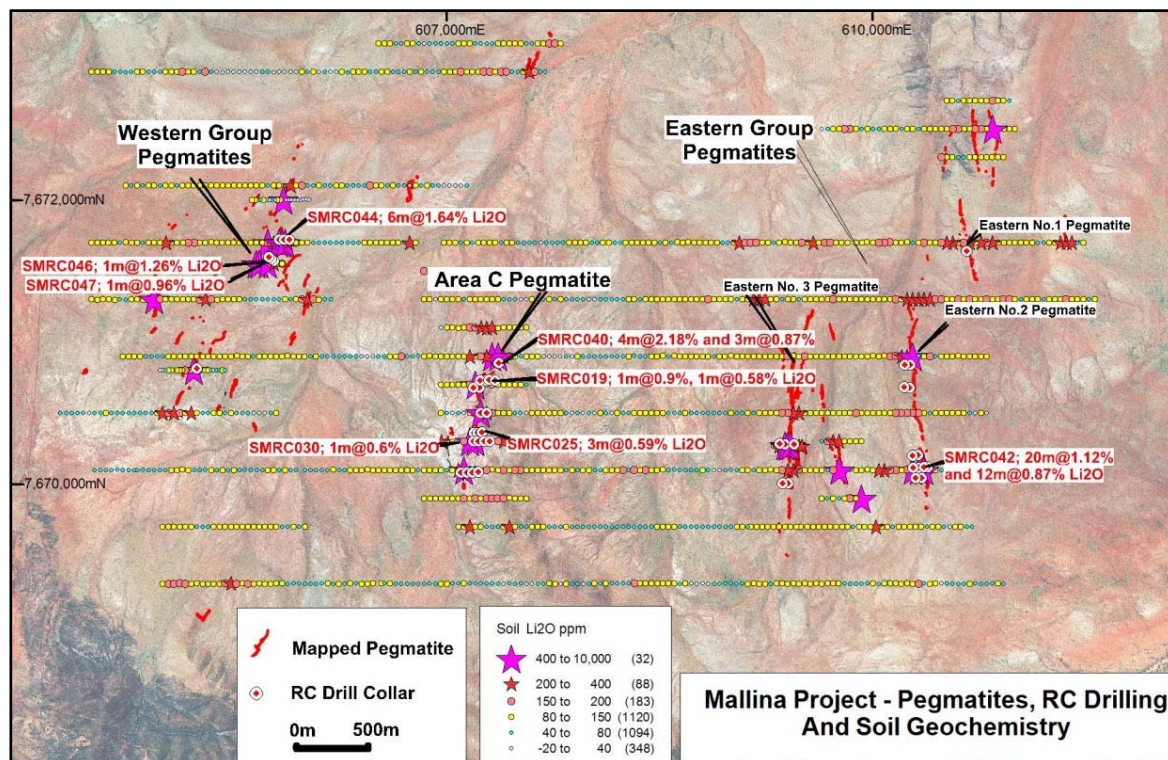 607,000mE
610,000mE
Western Group
Pegmatites
Eastern Group
Pegmatites
7,672,000mN
SMRC044; 6m@1.64% Li2O
Eastern No.1 Pegmatite
SMRC046; 1m@1.26% Li2O
SMRC047; 1m@0.96% Li2O
Area C Pegmatite
Eastern No. 3 Pegmatite
Eastern No.2 Pegmatite
SMRC040; 4m@2.18% and 3m@0.87%
SMRC019; 1m@0.9%, 1m@0.58% Li2O
SMRC030; 1m@0.6% Li2O
SMRC025; 3m@0.59% Li2O
SMRC042; 20m@1.12%
and 12m@0.87% Li2O
7,670,000mN
Mapped Pegmatite
RC Drill Collar
0m 500m
Soil Li2O ppm
400 to 10,000 (32)
200 to 400 (88)
150 to 200 (183)
80 to 150 (1120)
40 to 80 (1094)
-20 to 40 (348)
Mallina Project - Pegmatites, RC Drilling
And Soil Geochemistry